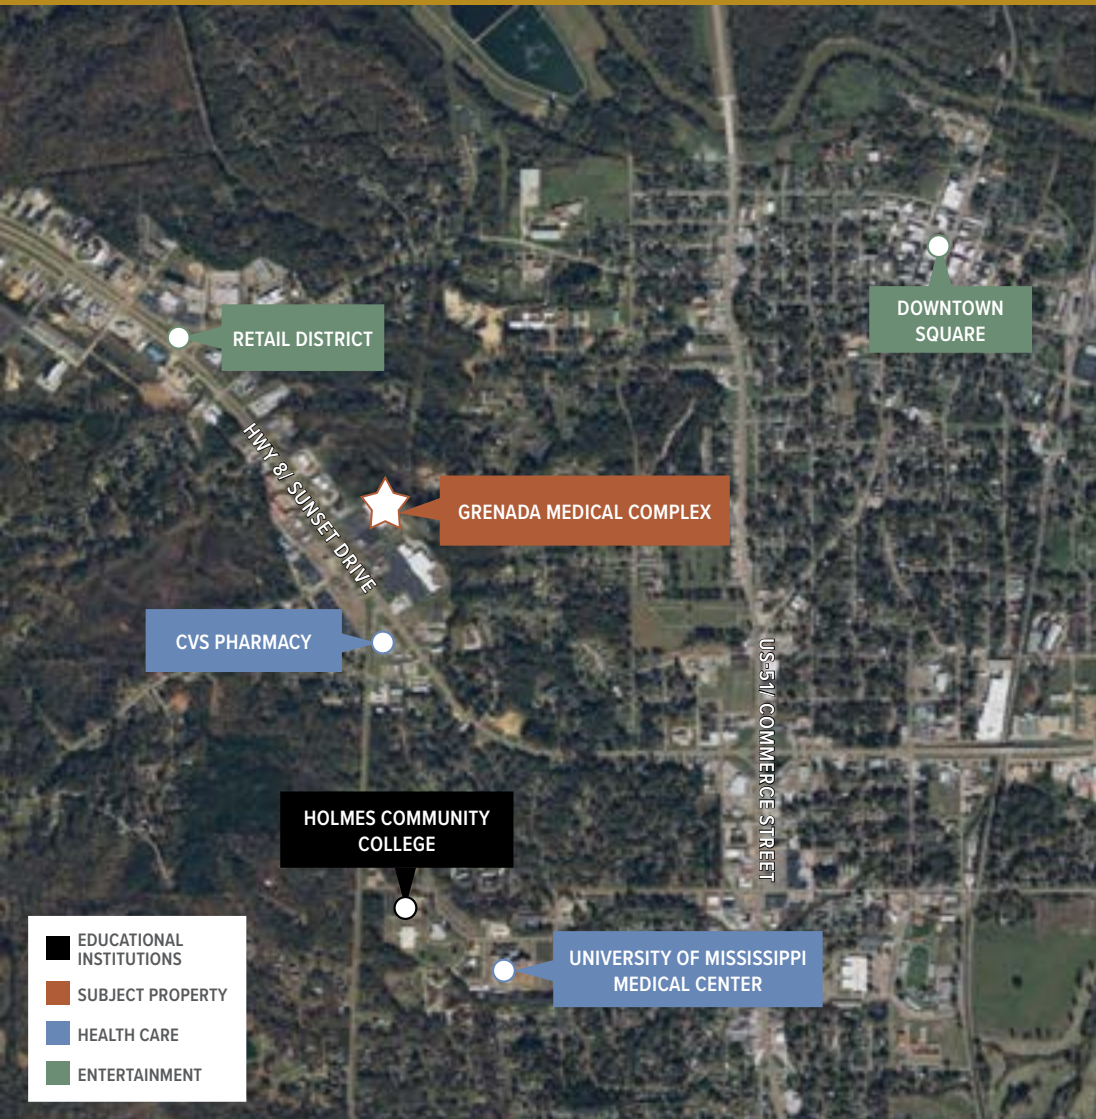 DOWNTOWN
SQUARE
RETAIL DISTRICT
HWY 8/ SUNSET DRIVE
GRENADA MEDICAL COMPLEX
CVS PHARMACY
US-51/ COMMERCE STREET
HOLMES COMMUNITY
COLLEGE
UNIVERSITY OF MISSISSIPPI
MEDICAL CENTER
EDUCATIONAL
INSTITUTIONS
SUBJECT PROPERTY
HEALTH CARE
ENTERTAINMENT